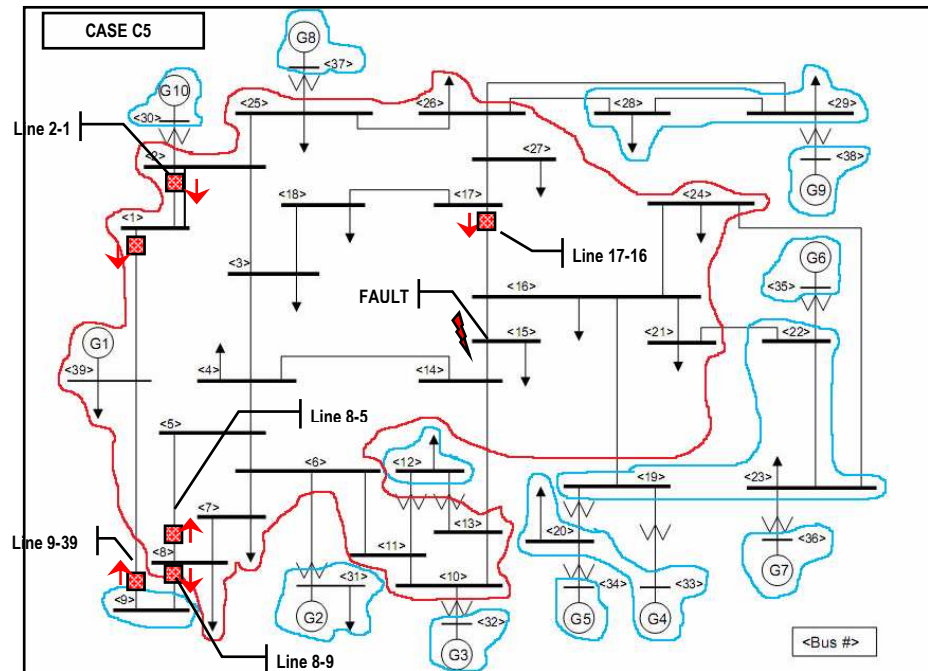 CASE C5
G8
<37>
G10
<30>
<25>
<26>
<28>
<29>
Line 2-1
<2>
<27>
<38>
G9
<18>
<17>
<24>
<1>
Line 17-16
G6
<3>
<35>
<16>
FAULT
<15>
<21>
<22>
G1
<39>
<4>
<14>
Line 8-5
<5>
<6>
<12>
<19>
<23>
<7>
<13>
<20>
Line 9-39
<8>
<11>
<36>
<9>
<10>
<31>
<34>
<33>
G7
G2
<32>
G5
G4
G3
Line 8-9
<Bus #>